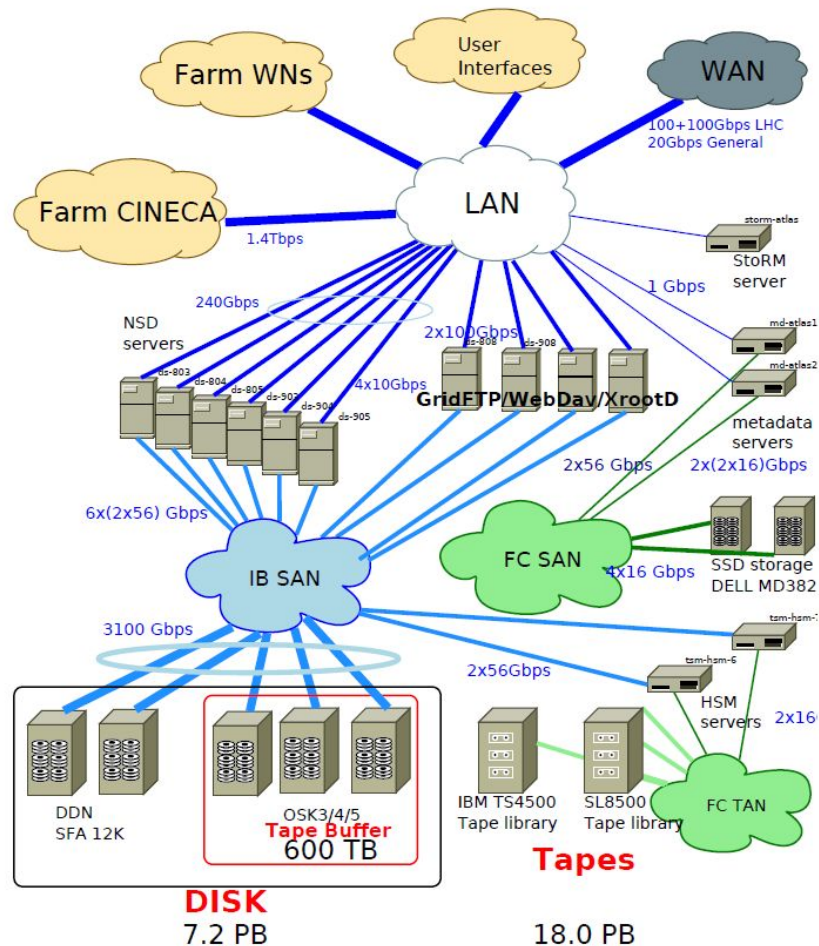 Farm WNs
User
Interfaces
WAN
100+100Gbps LHC
20Gbps General
LAN
Farm CINECA
1.4Tbps
storm-atlas
StoRM
server
240Gbps
1 Gbps
NSD
servers
md-atlas1
2x100Gbps
ds-808
ds-908
ds-803
ds-804
ds-805
ds-903
ds-904
ds-905
4x10Gbps
md-atlas2
GridFTP/WebDav/XrootD
metadata
servers
2x56 Gbps
2x(2x16)Gbps
6x(2x56) Gbps
IB SAN
FC SAN
4x16 Gbps
SSD storage
DELL MD382
3100 Gbps
tsm-hsm-7
2x56Gbps
tsm-hsm-6
HSM
servers
2x16
DDN
SFA 12K
OSK3/4/5
Tape Buffer
600 TB
IBM TS4500
Tape library
SL8500
Tape library
FC TAN
Tapes
DISK
7.2 PB
18.0 PB